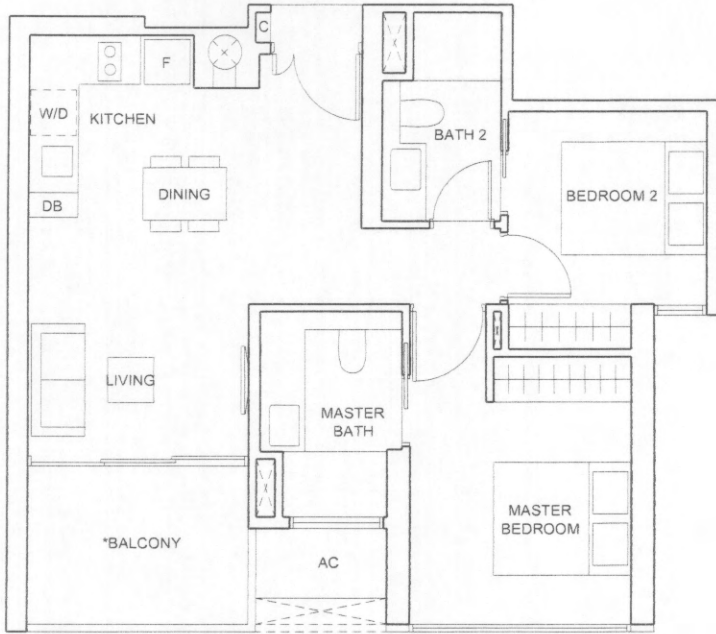 C
F
W/D
KITCHEN
BATH 2
DINING
BEDROOM 2
DB
LIVING
MASTER
BATH
MASTER
BEDROOM
*BALCONY
AC